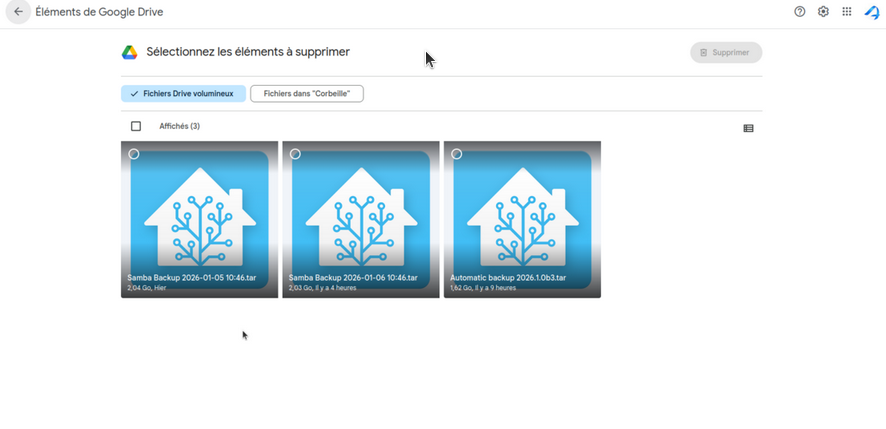 Éléments de Google Drive
Sélectionnez les éléments à supprimer
Supprimer
Fichiers Drive volumineux
Fichiers dans "Corbeille"
Affichés (3)
Samba Backup 2026-01-05 10:46.tar
2,04 Go, Hier
Samba Backup 2026-01-06 10:46.tar
2,03 Go, il y a 4 heures
Automatic backup 2026.1.0b3.tar
1,62 Go, il y a 9 heures